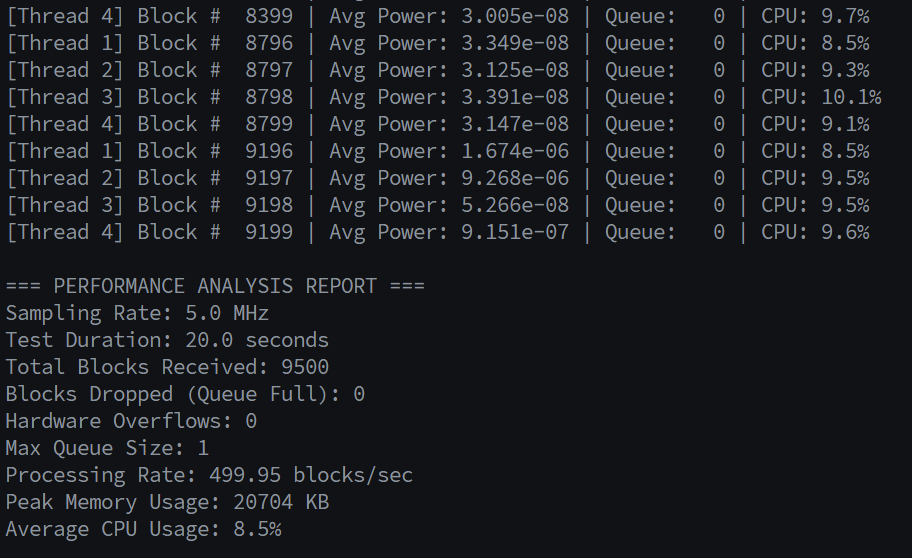 [Thread 4] Block #  8399 | Avg Power: 3.005e-08 | Queue:   0 | CPU: 9.7%
[Thread 1] Block #  8796 | Avg Power: 3.349e-08 | Queue:   0 | CPU: 8.5%
[Thread 2] Block #  8797 | Avg Power: 3.125e-08 | Queue:   0 | CPU: 9.3%
[Thread 3] Block #  8798 | Avg Power: 3.391e-08 | Queue:   0 | CPU: 10.1%
[Thread 4] Block #  8799 | Avg Power: 3.147e-08 | Queue:   0 | CPU: 9.1%
[Thread 1] Block #  9196 | Avg Power: 1.674e-06 | Queue:   0 | CPU: 8.5%
[Thread 2] Block #  9197 | Avg Power: 9.268e-06 | Queue:   0 | CPU: 9.5%
[Thread 3] Block #  9198 | Avg Power: 5.266e-08 | Queue:   0 | CPU: 9.5%
[Thread 4] Block #  9199 | Avg Power: 9.151e-07 | Queue:   0 | CPU: 9.6%

=== PERFORMANCE ANALYSIS REPORT ===
Sampling Rate: 5.0 MHz
Test Duration: 20.0 seconds
Total Blocks Received: 9500
Blocks Dropped (Queue Full): 0
Hardware Overflows: 0
Max Queue Size: 1
Processing Rate: 499.95 blocks/sec
Peak Memory Usage: 20704 KB
Average CPU Usage: 8.5%